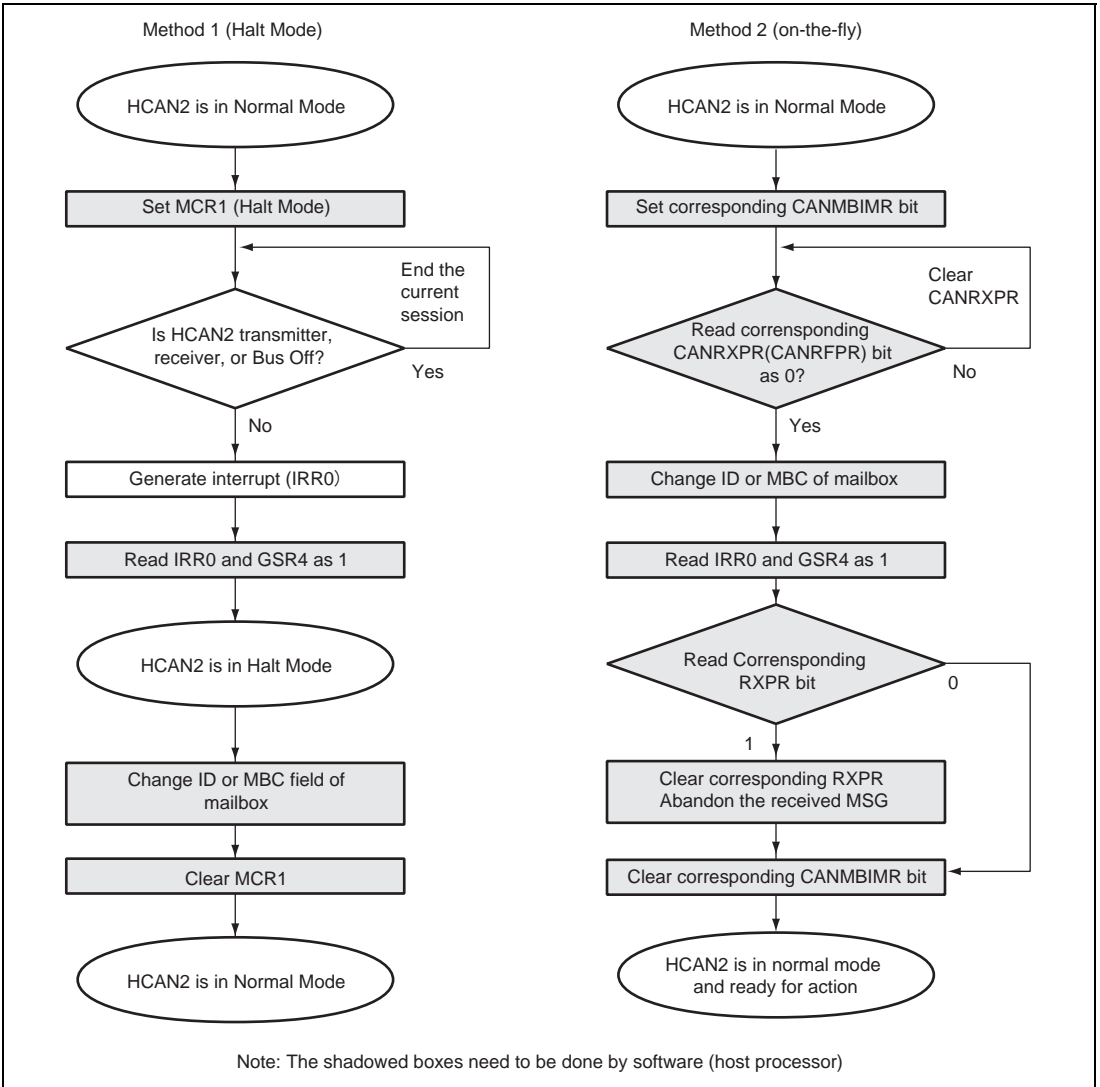 Method 1 (Halt Mode)
HCAN2 is in Normal Mode
Set MCR1 (Halt Mode)
End the
current
session
Is HCAN2 transmitter,
receiver, or Bus Off?
Yes
No
Generate interrupt (IRR0)
Read IRR0 and GSR4 as 1
HCAN2 is in Halt Mode
Change ID or MBC field of
mailbox
Clear MCR1
HCAN2 is in Normal Mode
Method 2 (on-the-fly)
HCAN2 is in Normal Mode
Set corresponding CANMBIMR bit
Clear
CANRXPR
Read corrensponding
CANRXPR(CANRFPR) bit
as 0?
No
Yes
Change ID or MBC of mailbox
Read IRR0 and GSR4 as 1
Read Corrensponding
RXPR bit
0
1
Clear corresponding RXPR
Abandon the received MSG
Clear corresponding CANMBIMR bit
HCAN2 is in normal mode
and ready for action
Note: The shadowed boxes need to be done by software (host processor)